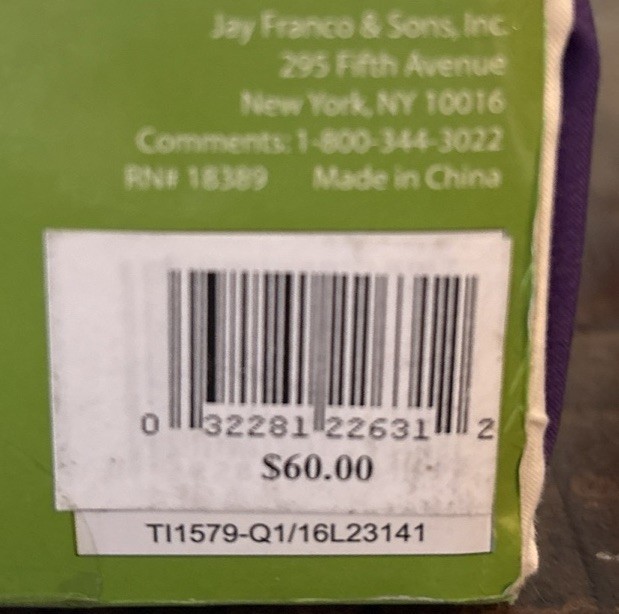 Jay Franco & Sons, Inc.
295 Fifth Avenue
New York, NY 10016
Comments: 1-800-344-3022
RN# 18389 Made in China
0 32281 22631 2
$60.00
TI1579-Q1/16L23141